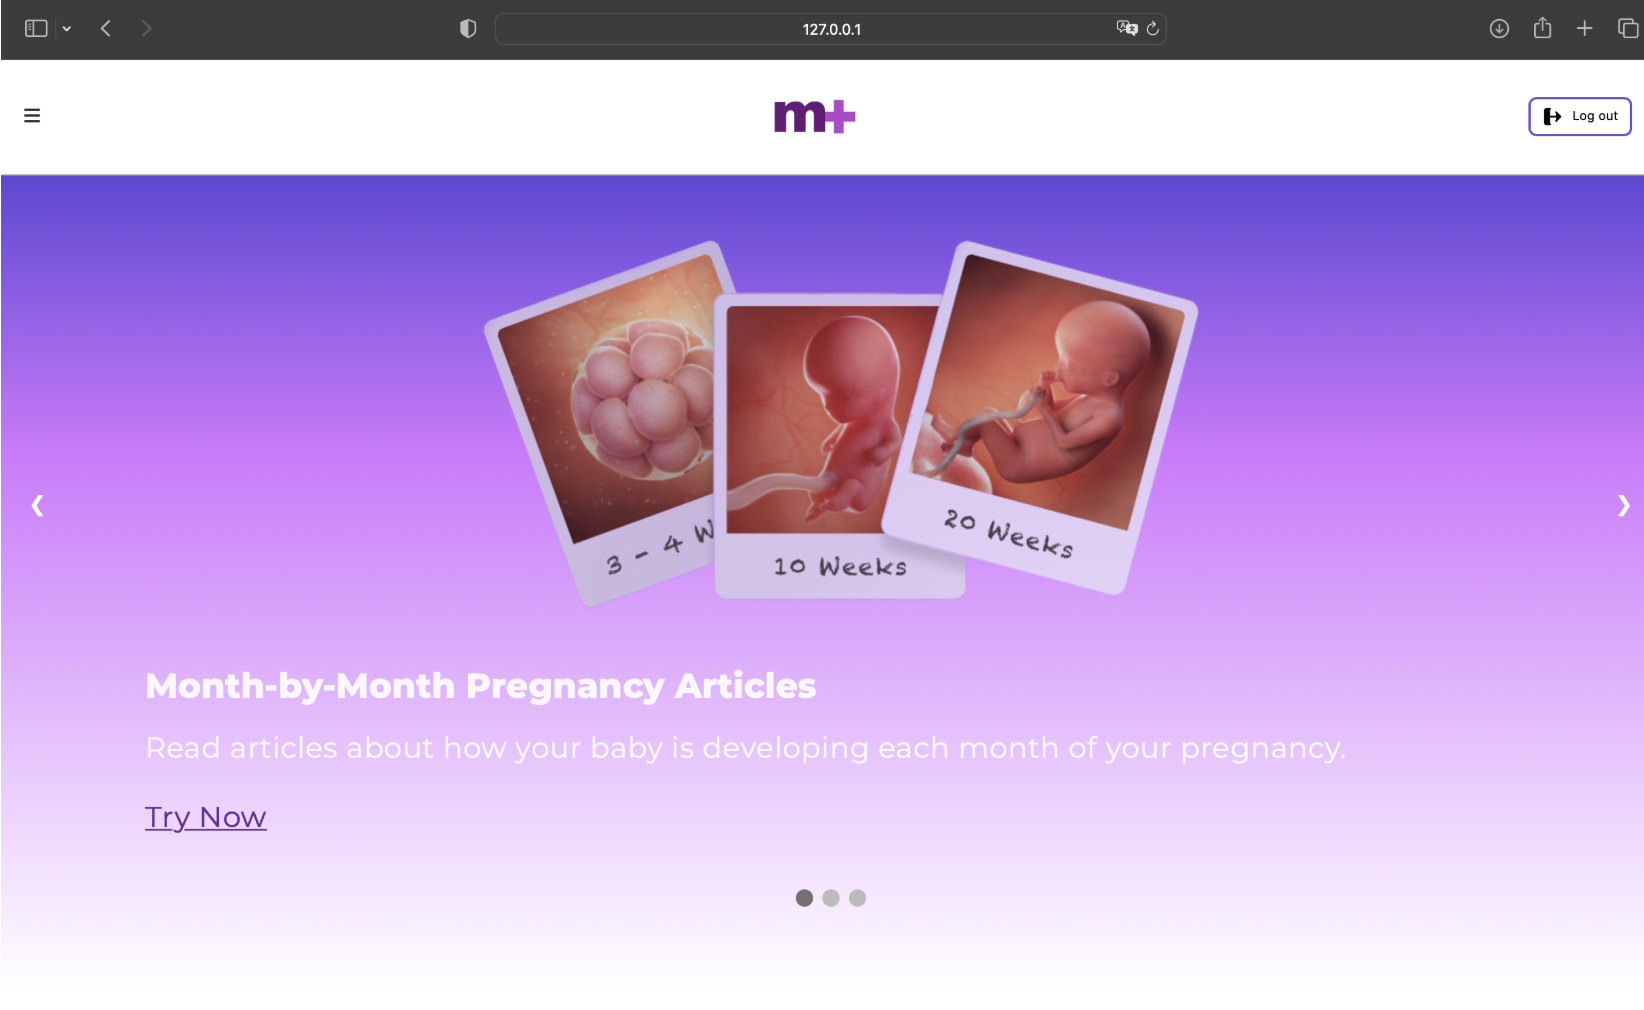 127.0.0.1
m+
Log out
3 - 4 W
10 Weeks
20 Weeks
Month-by-Month Pregnancy Articles
Read articles about how your baby is developing each month of your pregnancy.
Try Now